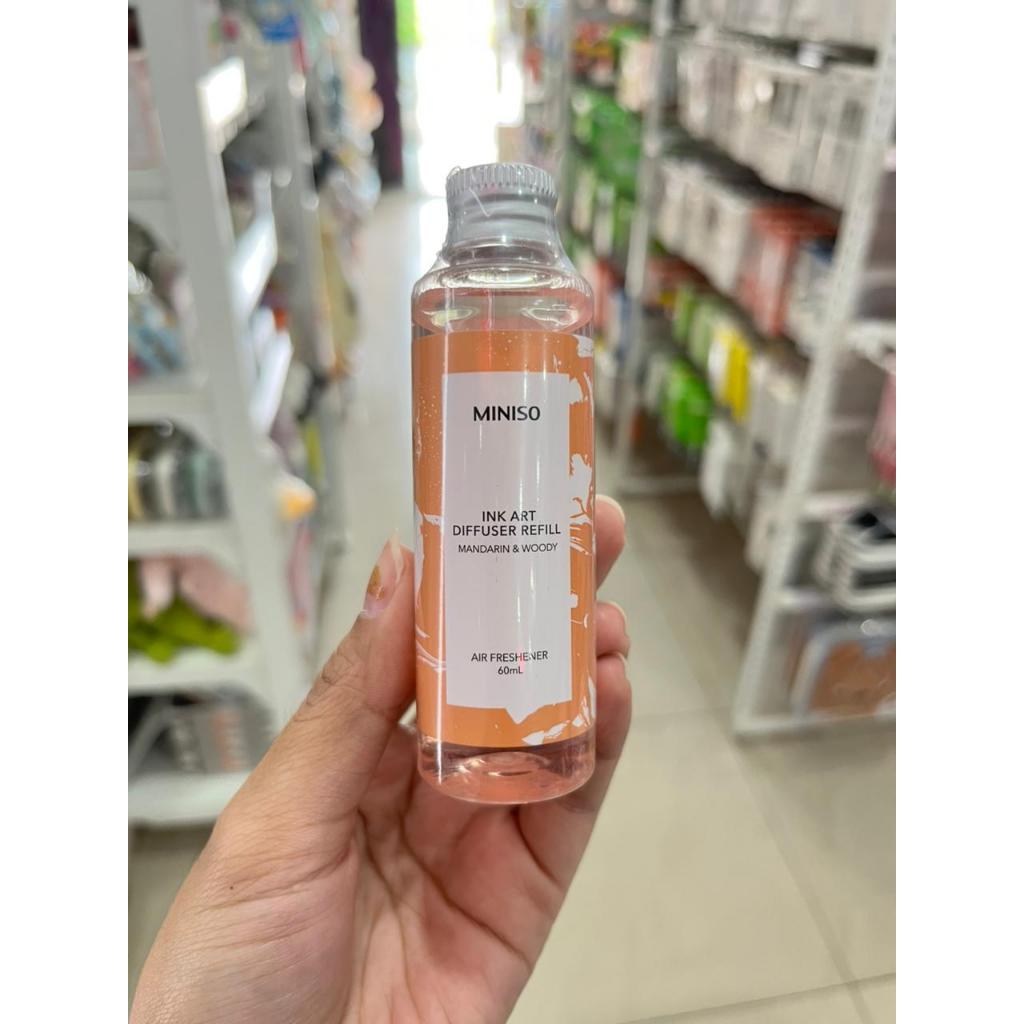 MINISO
INK ART
DIFFUSER REFILL
MANDARIN & WOODY
AIR FRESHENER
60mL